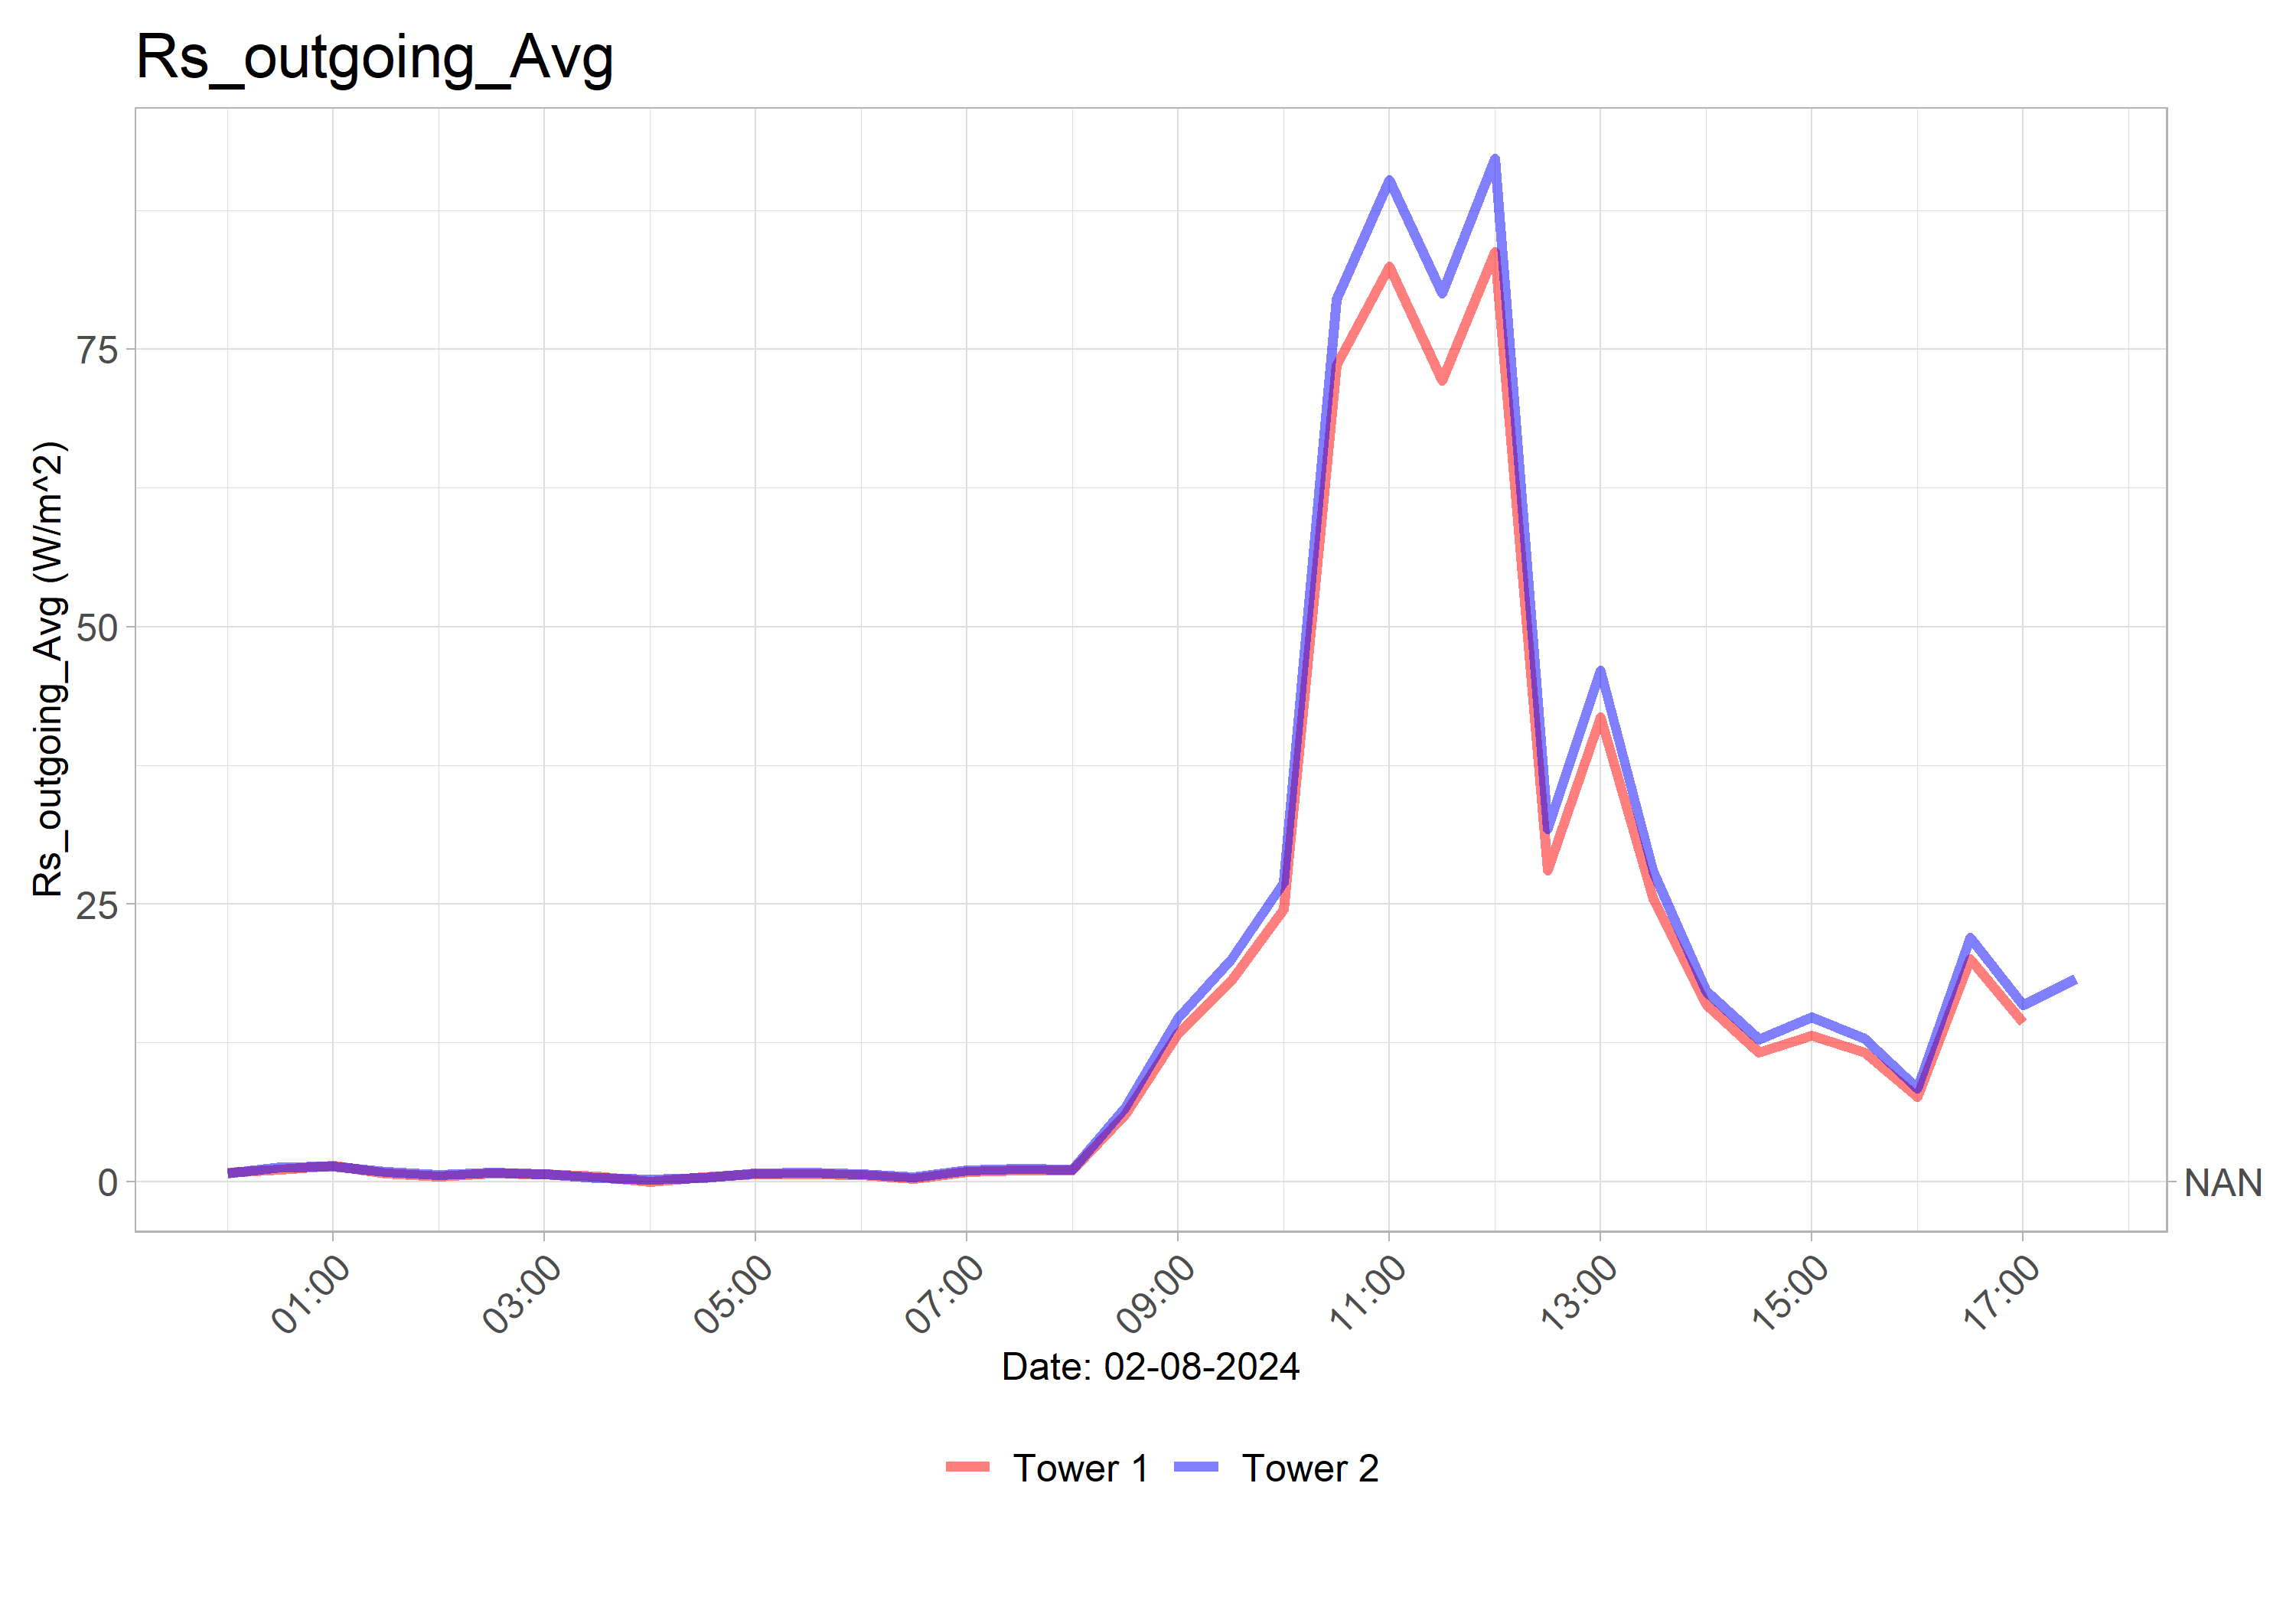 Rs_outgoing_Avg
Rs_outgoing_Avg (W/m^2)
75
50
25
0
NAN
01:00
03:00
05:00
07:00
09:00
11:00
13:00
15:00
17:00
Date: 02-08-2024
Tower 1
Tower 2